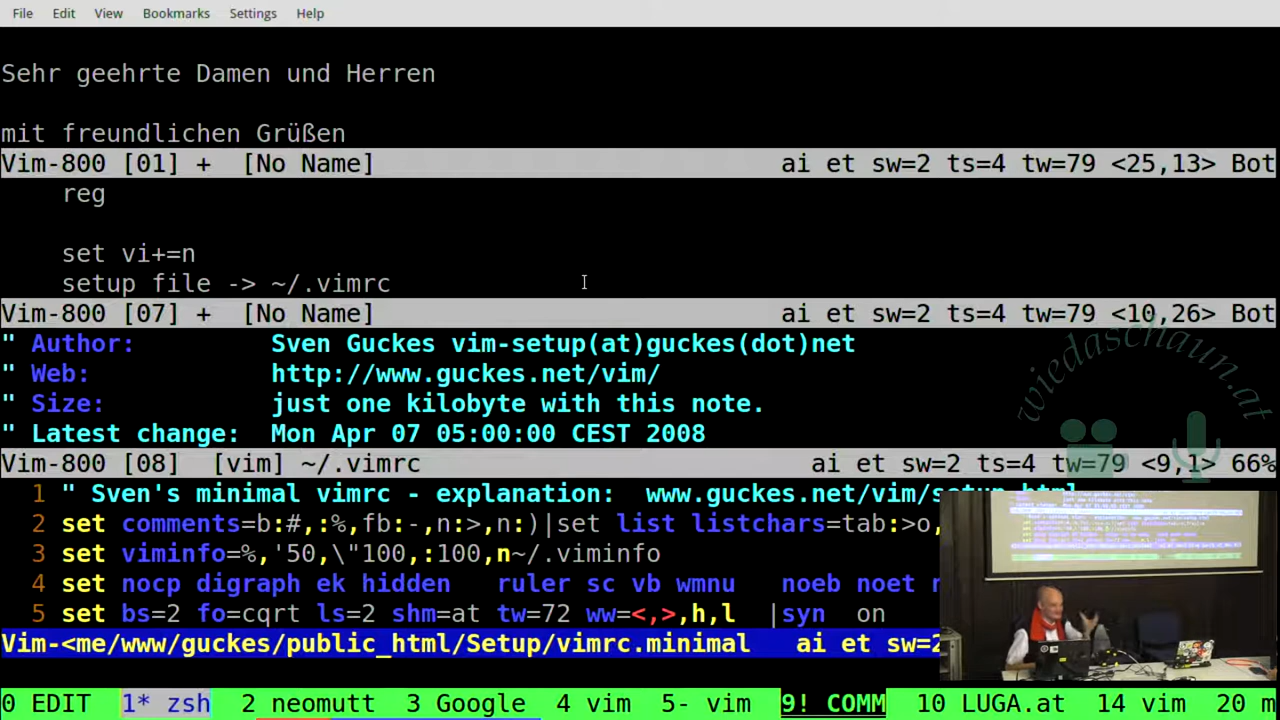 File Edit View Bookmarks Settings Help
Sehr geehrte Damen und Herren
mit freundlichen Grüßen
Vim-800 [01] + [No Name] ai et sw=2 ts=4 tw=79 <25,13> Bot
reg
set vi+=n
setup file -> ~/.vimrc
Vim-800 [07] + [No Name] ai et sw=2 ts=4 tw=79 <10,26> Bot
" Author: Sven Guckes vim-setup(at)guckes(dot)net
" Web: http://www.guckes.net/vim/
" Size: just one kilobyte with this note.
" Latest change: Mon Apr 07 05:00:00 CEST 2008
wiedaschaun.at
Vim-800 [08] [vim] ~/.vimrc ai et sw=2 ts=4 tw=79 <9,1> 66%
1 " Sven's minimal vimrc - explanation: www.guckes.net/vim/setup.html
2 set comments=b:#,:%,fb:-,n:>,n:)|set list listchars=tab:>o,
3 set viminfo=%,'50,\"100,:100,n~/.viminfo
4 set nocp digraph ek hidden ruler sc vb wmnu noeb noet
5 set bs=2 fo=cqrt ls=2 shm=at tw=72 ww=<,>,h,l |syn on
Vim-<me/www/guckes/public_html/Setup/vimrc.minimal ai et sw=2
0 EDIT 1* zsh 2 neomutt 3 Google 4 vim 5- vim 9! COMM 10 LUGA.at 14 vim 20 m